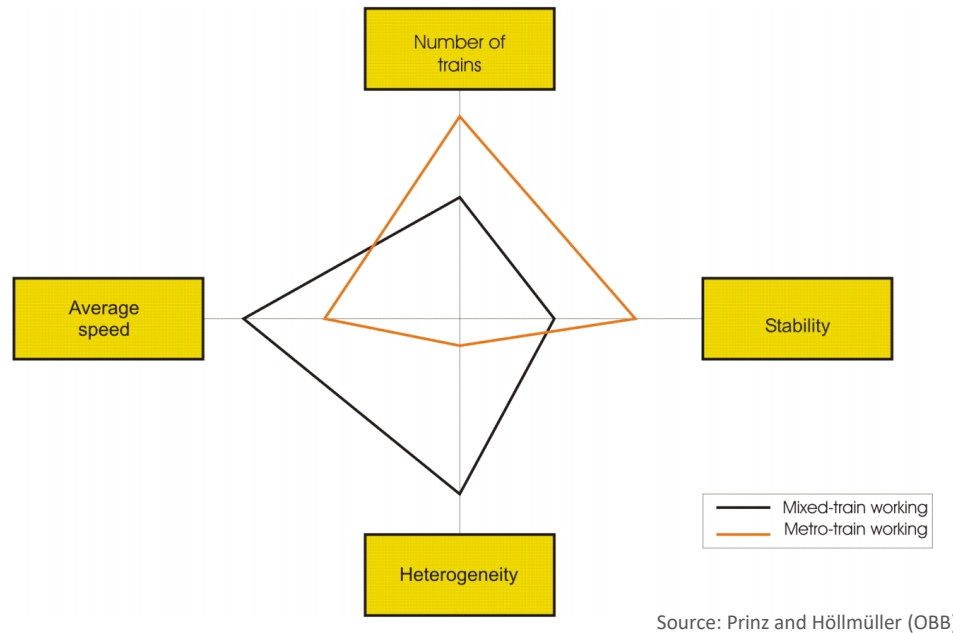 Number of
trains
Average
speed
Stability
Heterogeneity
Mixed-train working
Metro-train working
Source: Prinz and Höllmüller (OBB)